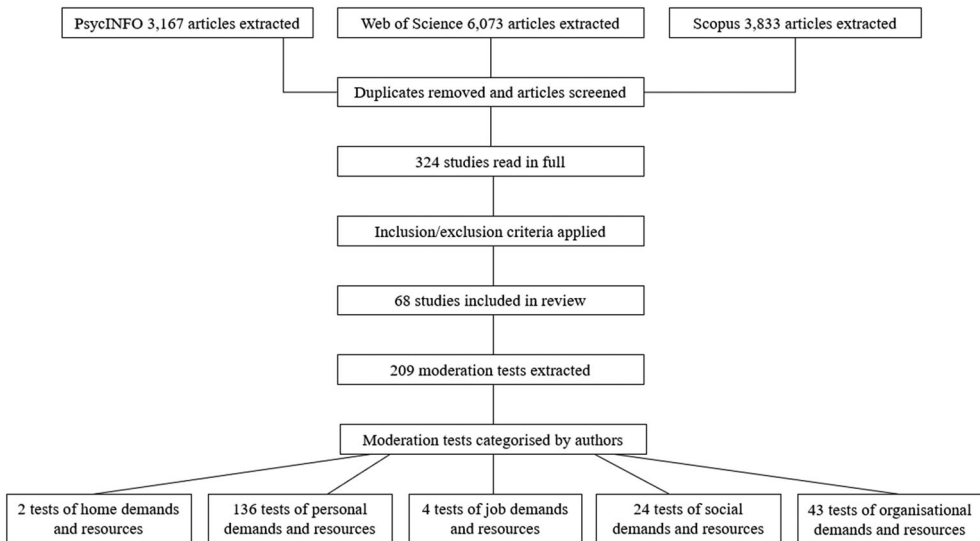 PsycINFO 3,167 articles extracted
Web of Science 6,073 articles extracted
Scopus 3,833 articles extracted
Duplicates removed and articles screened
324 studies read in full
Inclusion/exclusion criteria applied
68 studies included in review
209 moderation tests extracted
Moderation tests categorised by authors
2 tests of home demands
and resources
136 tests of personal
demands and resources
4 tests of job demands
and resources
24 tests of social
demands and resources
43 tests of organisational
demands and resources